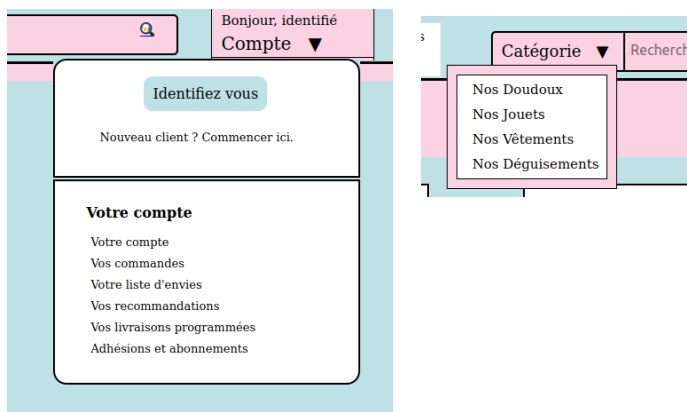 Bonjour, identifié
Compte ▼
Identifiez vous
Nouveau client ? Commencer ici.
Votre compte
Votre compte
Vos commandes
Votre liste d'envies
Vos recommandations
Vos livraisons programmées
Adhésions et abonnements
s
Catégorie ▼
Recherch
Nos Doudoux
Nos Jouets
Nos Vêtements
Nos Déguisements